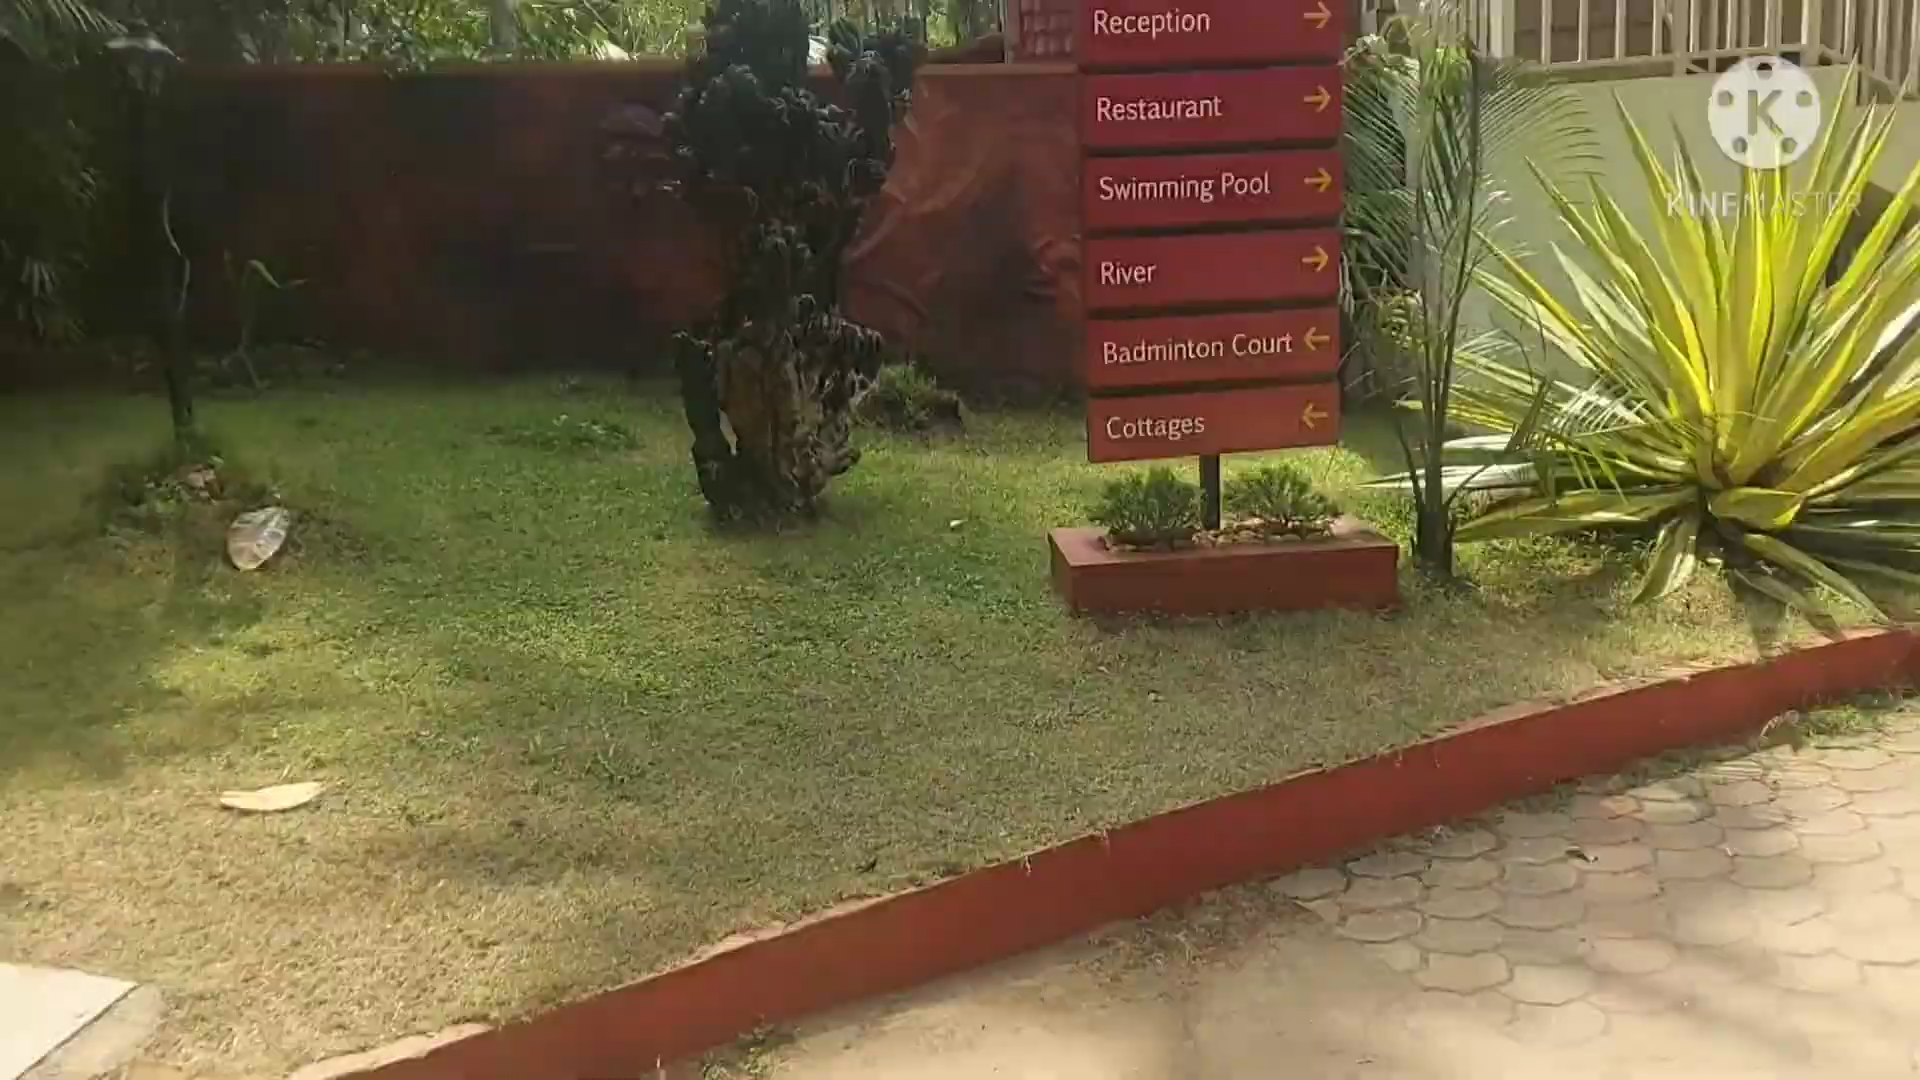 Reception →
Restaurant →
Swimming Pool →
River →
Badminton Court ←
Cottages ←
K
KINEMASTER